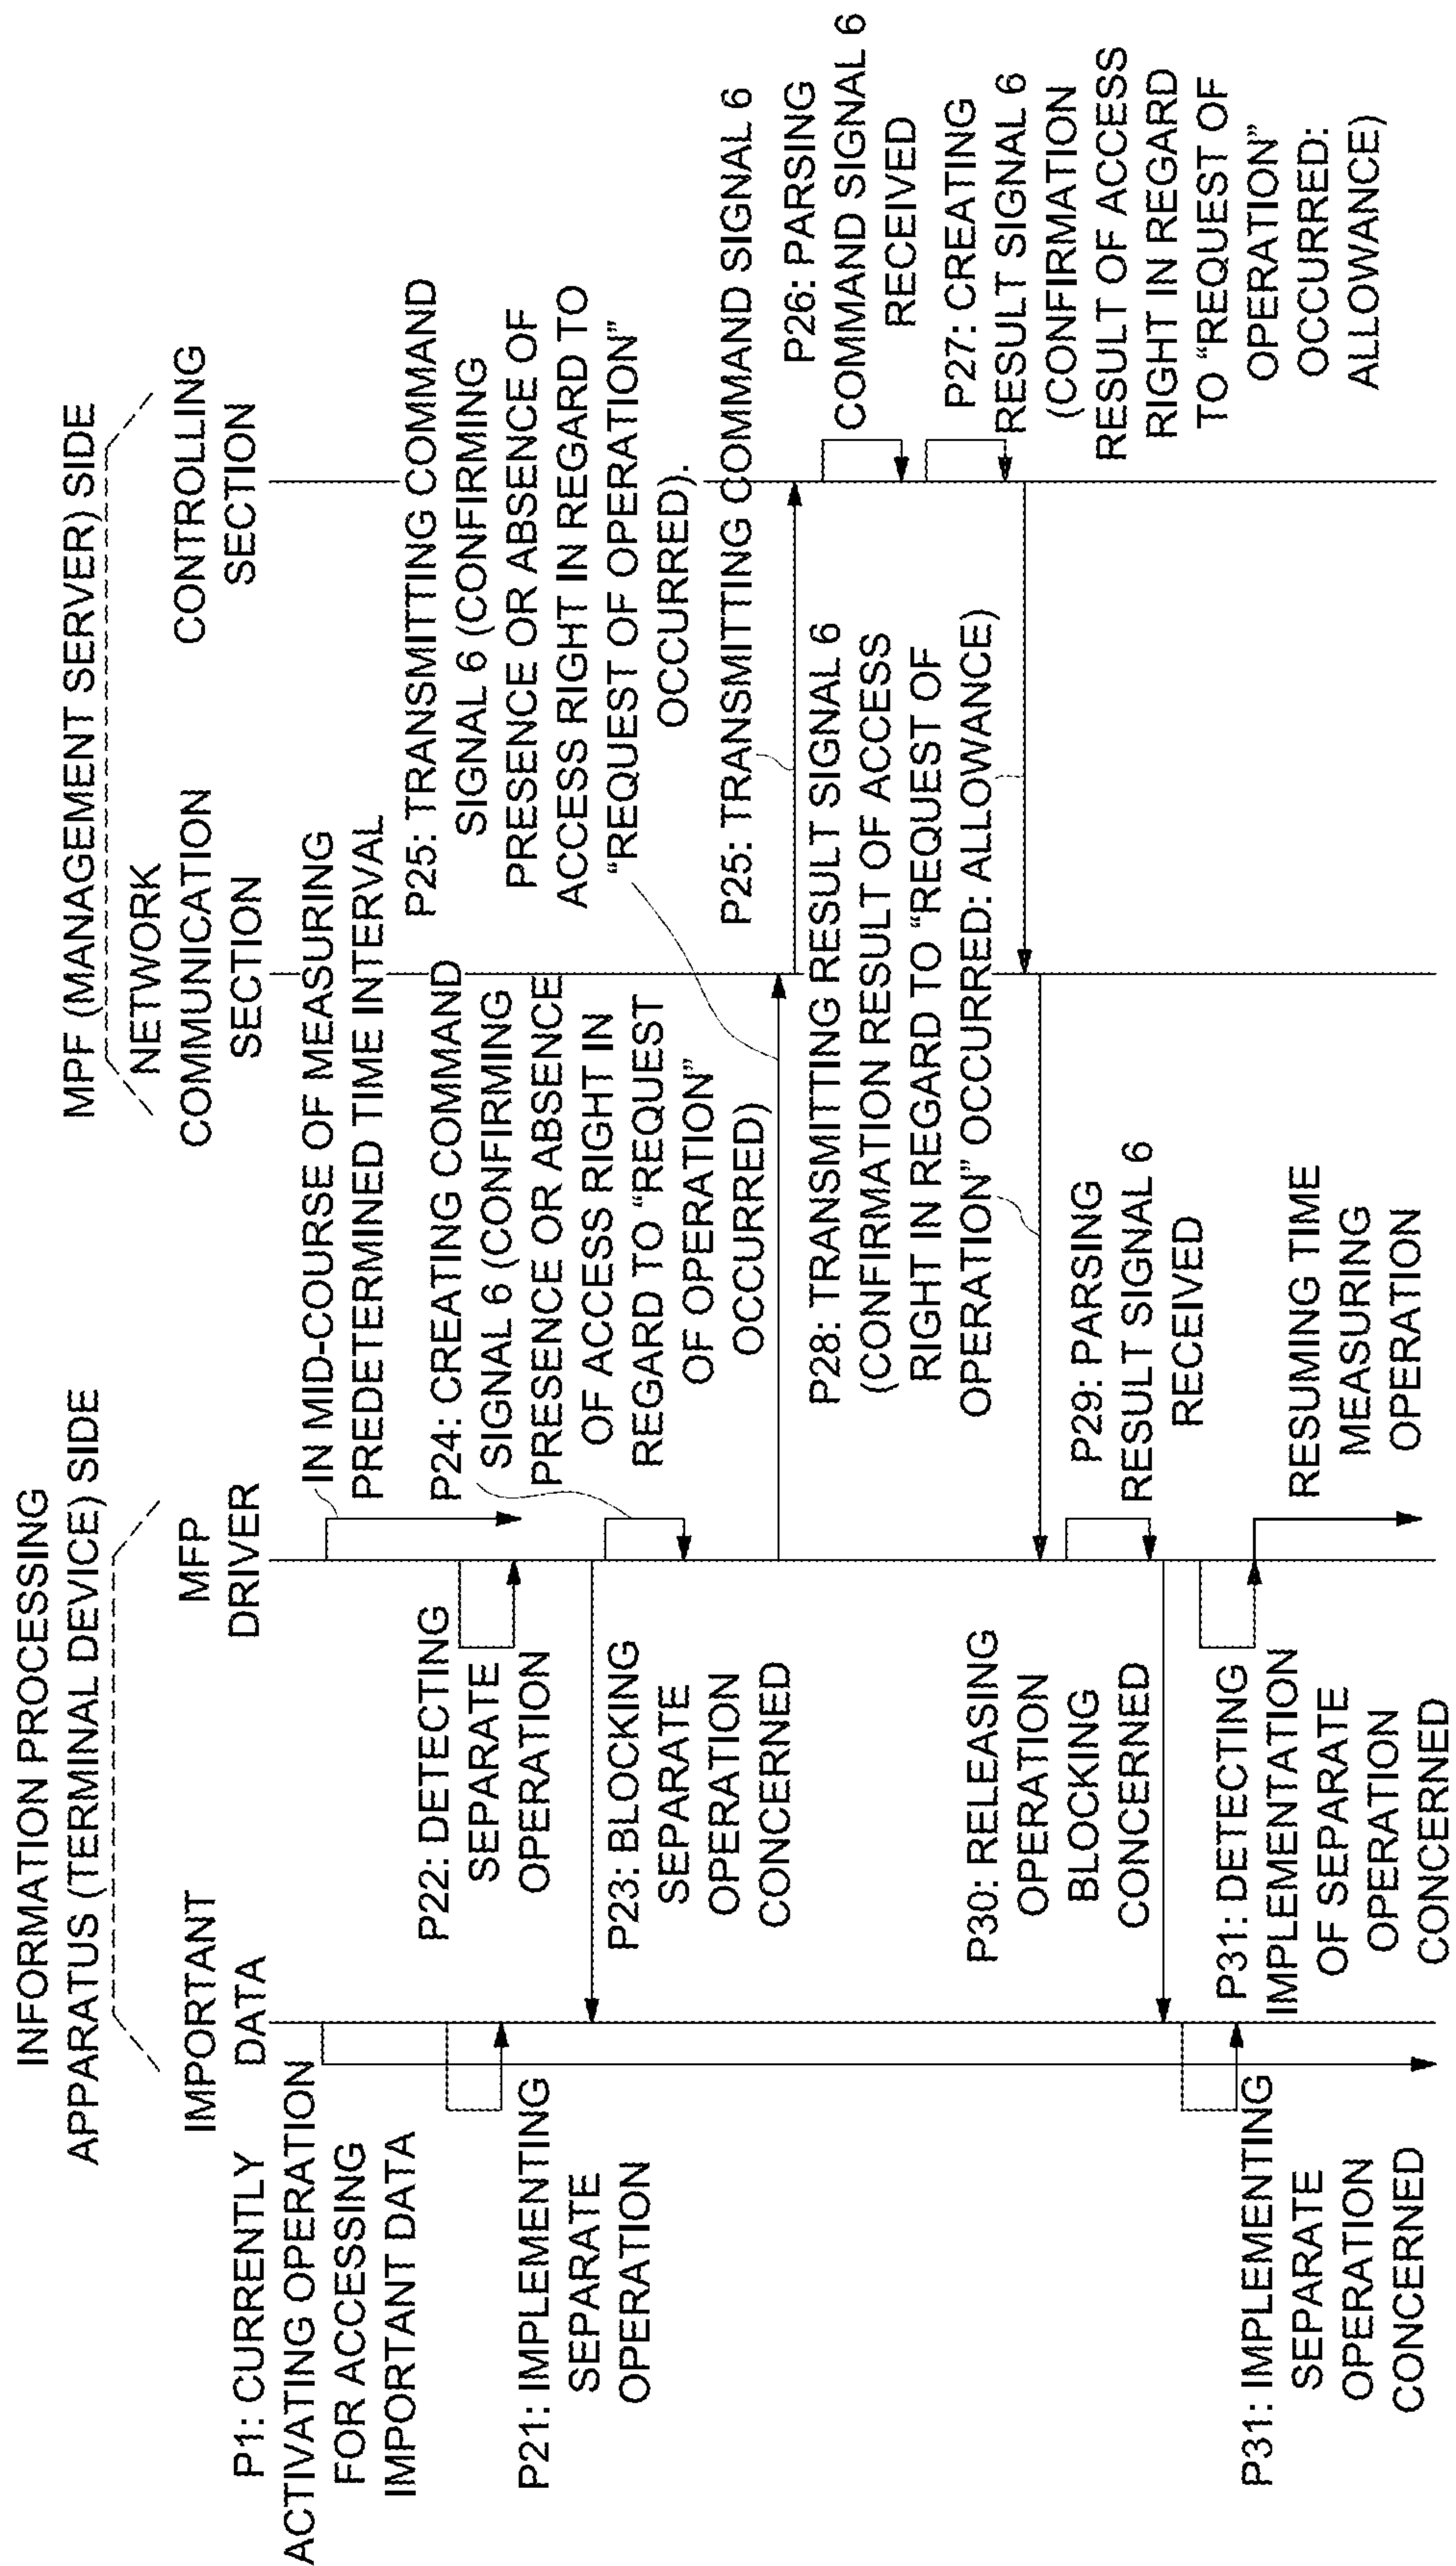 INFORMATION PROCESSING
APPARATUS (TERMINAL DEVICE) SIDE
MPF (MANAGEMENT SERVER) SIDE
IMPORTANT
DATA
MFP
DRIVER
NETWORK
COMMUNICATION
SECTION
CONTROLLING
SECTION
P1: CURRENTLY
ACTIVATING OPERATION
FOR ACCESSING
IMPORTANT DATA
IN MID-COURSE OF MEASURING
PREDETERMINED TIME INTERVAL
P21: IMPLEMENTING
SEPARATE
OPERATION
P22: DETECTING
SEPARATE
OPERATION
P23: BLOCKING
SEPARATE
OPERATION
CONCERNED
P24: CREATING COMMAND
SIGNAL 6 (CONFIRMING
PRESENCE OR ABSENCE
OF ACCESS RIGHT IN
REGARD TO “REQUEST
OF OPERATION”
OCCURRED)
P25: TRANSMITTING COMMAND
SIGNAL 6 (CONFIRMING
PRESENCE OR ABSENCE OF
ACCESS RIGHT IN REGARD TO
“REQUEST OF OPERATION”
OCCURRED).
P25: TRANSMITTING COMMAND SIGNAL 6
P26: PARSING
COMMAND SIGNAL 6
RECEIVED
P27: CREATING
RESULT SIGNAL 6
(CONFIRMATION
RESULT OF ACCESS
RIGHT IN REGARD
TO “REQUEST OF
OPERATION”
OCCURRED:
ALLOWANCE)
P28: TRANSMITTING RESULT SIGNAL 6
(CONFIRMATION RESULT OF ACCESS
RIGHT IN REGARD TO “REQUEST OF
OPERATION” OCCURRED: ALLOWANCE)
P29: PARSING
RESULT SIGNAL 6
RECEIVED
P30: RELEASING
OPERATION
BLOCKING
CONCERNED
P31: IMPLEMENTING
SEPARATE
OPERATION
CONCERNED
P31: DETECTING
IMPLEMENTATION
OF SEPARATE
OPERATION
CONCERNED
RESUMING TIME
MEASURING
OPERATION